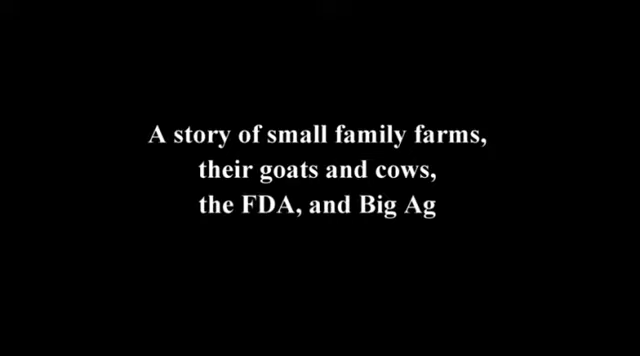 A story of small family farms,
their goats and cows,
the FDA, and Big Ag